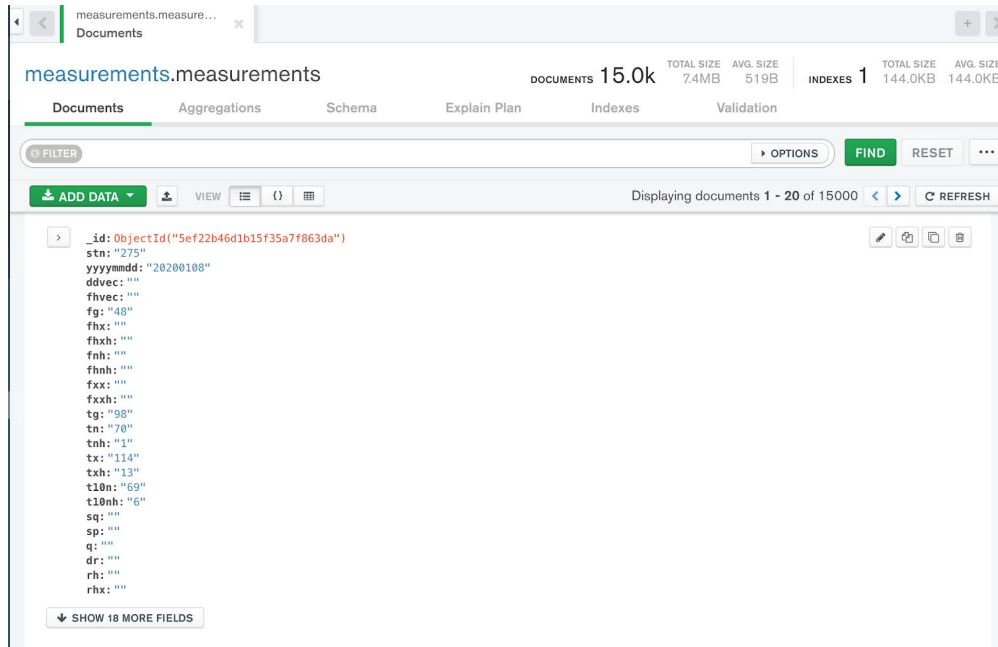 measurements.measure...
Documents
measurements.measurements
DOCUMENTS 15.0k TOTAL SIZE 7.4MB AVG. SIZE 519B INDEXES 1 TOTAL SIZE 144.0KB AVG. SIZE 144.0KB
Documents Aggregations Schema Explain Plan Indexes Validation
FILTER OPTIONS FIND RESET ...
ADD DATA VIEW {} Displaying documents 1 - 20 of 15000 < > REFRESH
_id: ObjectId("5ef22b46d1b15f35a7f863da")
stn: "275"
yyyymmdd: "20200108"
ddvec: ""
fhvec: ""
fg: "48"
fhx: ""
fhxh: ""
fnh: ""
fhnh: ""
fxx: ""
fxxh: ""
tg: "98"
tn: "70"
tnh: "1"
tx: "114"
txh: "13"
t10n: "69"
t10nh: "6"
sq: ""
sp: ""
q: ""
dr: ""
rh: ""
rhx: ""
SHOW 18 MORE FIELDS